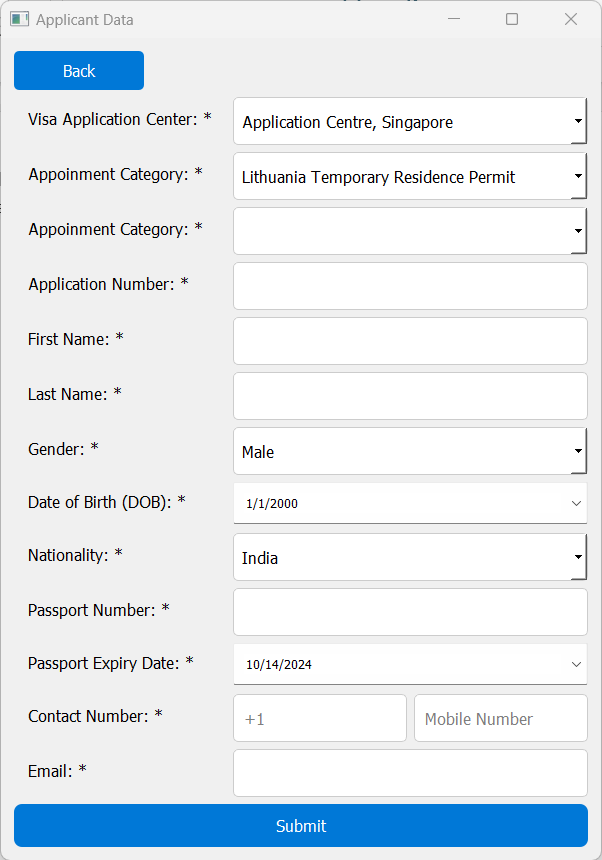 Applicant Data
Back
Visa Application Center: *
Application Centre, Singapore
Appoinment Category: *
Lithuania Temporary Residence Permit
Appoinment Category: *
Application Number: *
First Name: *
Last Name: *
Gender: *
Male
Date of Birth (DOB): *
1/1/2000
Nationality: *
India
Passport Number: *
Passport Expiry Date: *
10/14/2024
Contact Number: *
+1
Mobile Number
Email: *
Submit